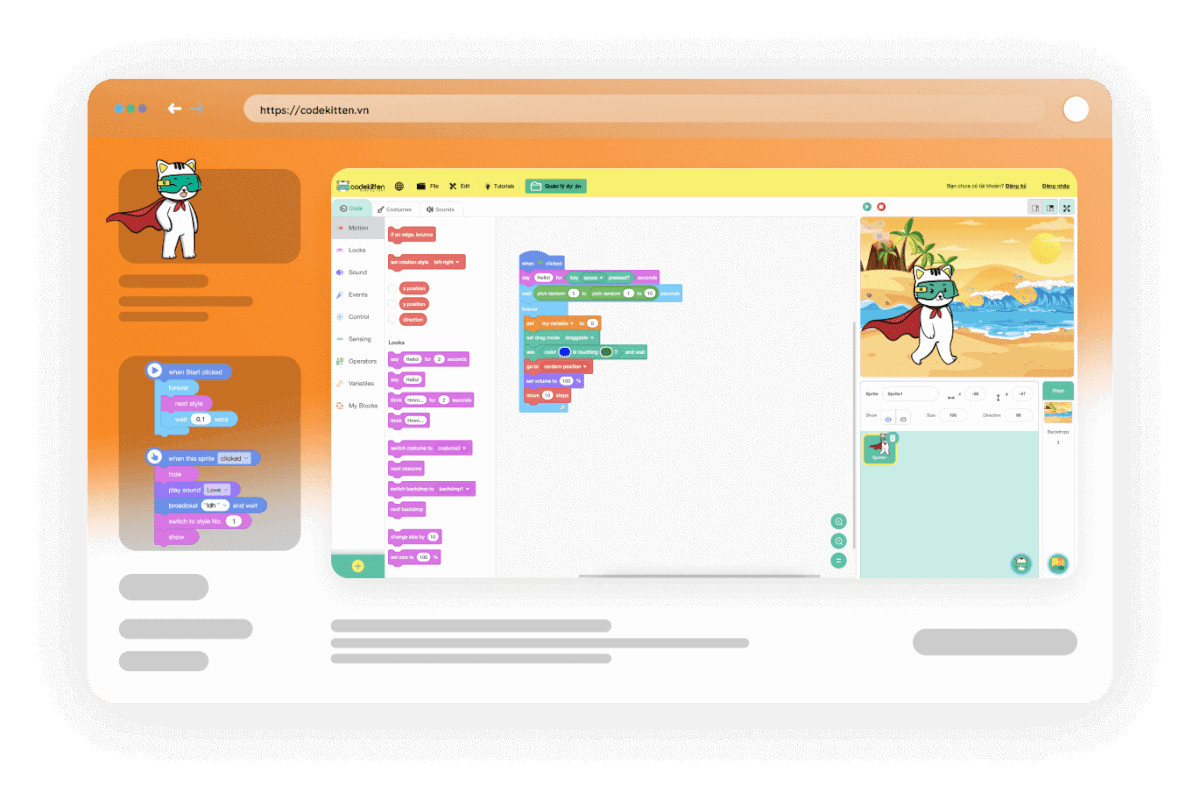 https://codekitten.vn
codekitten
File
Edit
Tutorials
Quản lý dự án
Bạn chưa có tài khoản? Đăng ký
Đăng nhập
Code
Costumes
Sounds
Motion
Looks
Sound
Events
Control
Sensing
Operators
Variables
My Blocks
if on edge, bounce
set rotation style left-right
x position
y position
direction
Looks
say Hello! for 2 seconds
say Hello!
think Hmm... for 2 seconds
think Hmm...
switch costume to costume2
next costume
switch backdrop to backdrop1
next backdrop
change size by 10
set size to 100 %
when clicked
say Hello! for key space pressed? seconds
wait pick random 1 to pick random 1 to 10 seconds
forever
set my variable to 0
set drag mode draggable
color is touching ? and wait
go to random position
set volume to 100 %
move steps
Sprite Sprite1 x y
Show Size 100 Direction 90
Sprite1
Stage
Backdrops
when Start clicked
forever
next style
wait 0.1 secs
when this sprite clicked
hide
play sound Love
broadcast "Idh" and wait
switch to style No. 1
show